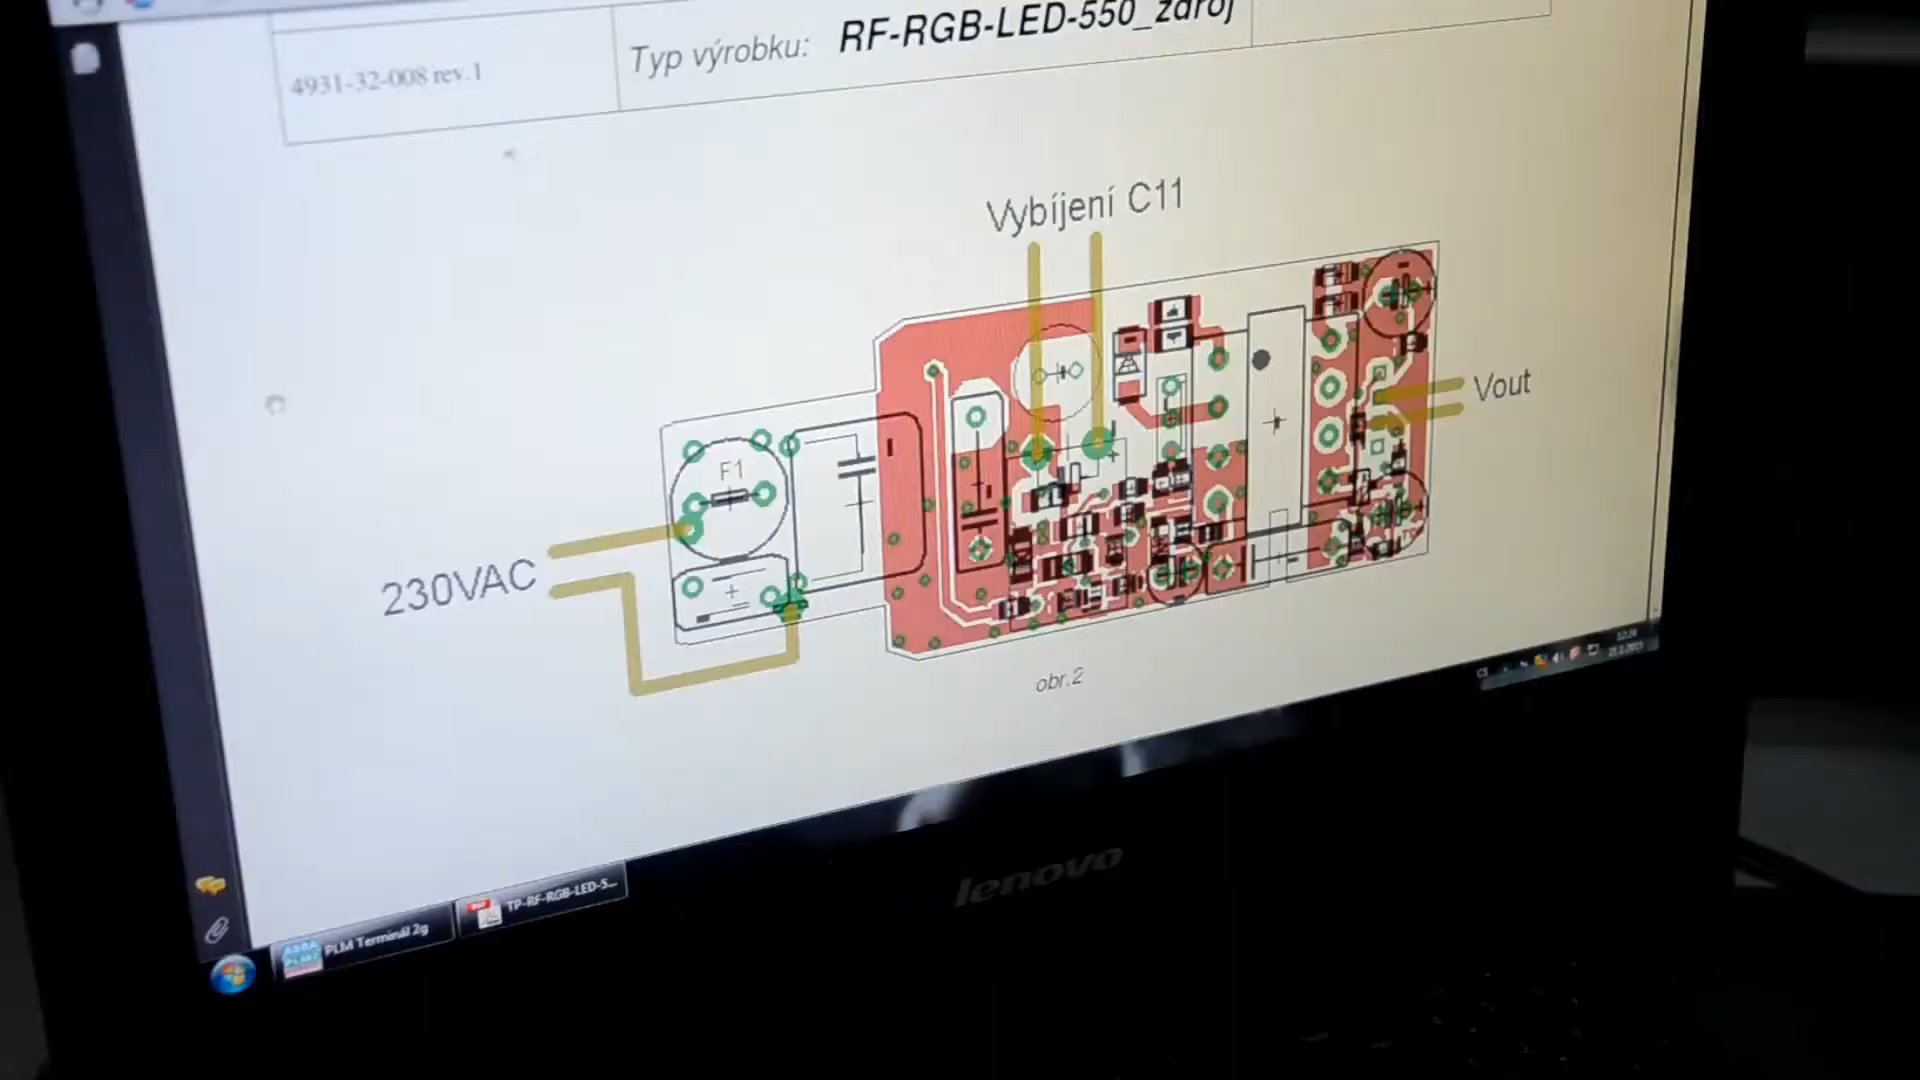 4931-32-008 rev.1
Typ výrobku: RF-RGB-LED-550_zdroj
Vybíjení C11
Vout
F1
230VAC
obr.2
CS
PLM Terminál 2g
TP-RF-RGB-LED-5...
lenovo